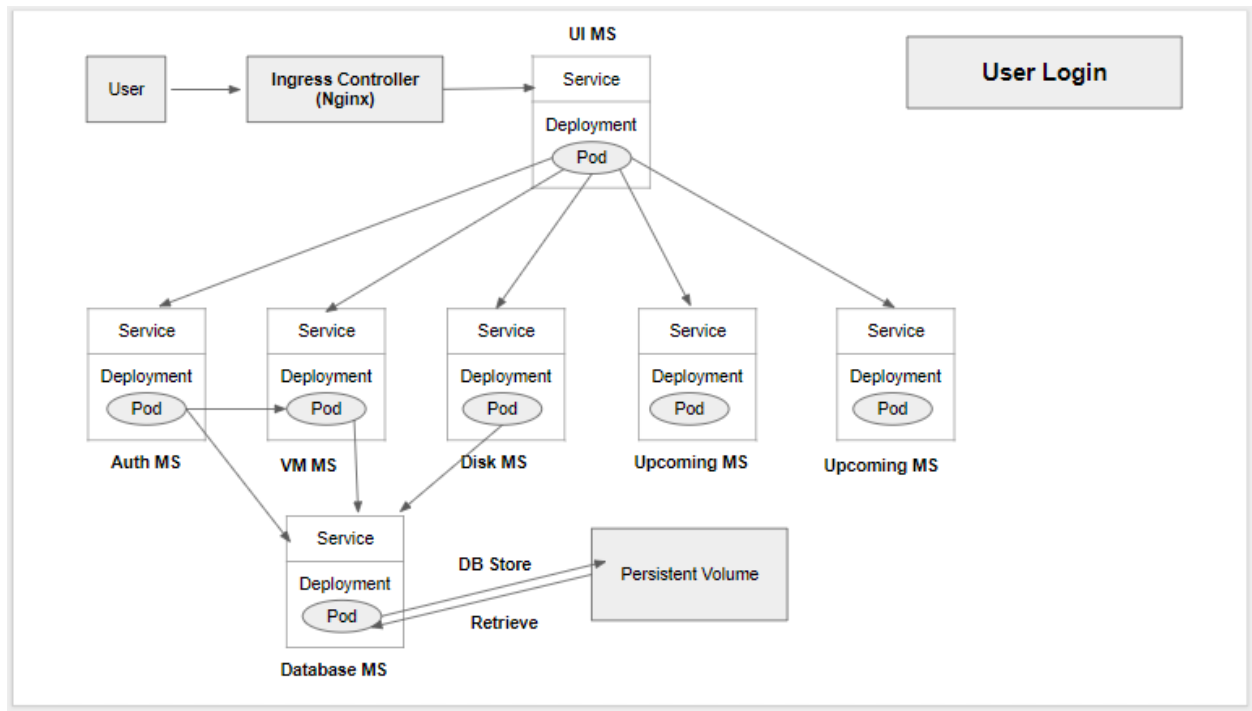 UI MS
User
Ingress Controller
(Nginx)
Service
Deployment
Pod
User Login
Service
Deployment
Pod
Auth MS
Service
Deployment
Pod
VM MS
Service
Deployment
Pod
Disk MS
Service
Deployment
Pod
Upcoming MS
Service
Deployment
Pod
Upcoming MS
Service
Deployment
Pod
Database MS
DB Store
Retrieve
Persistent Volume